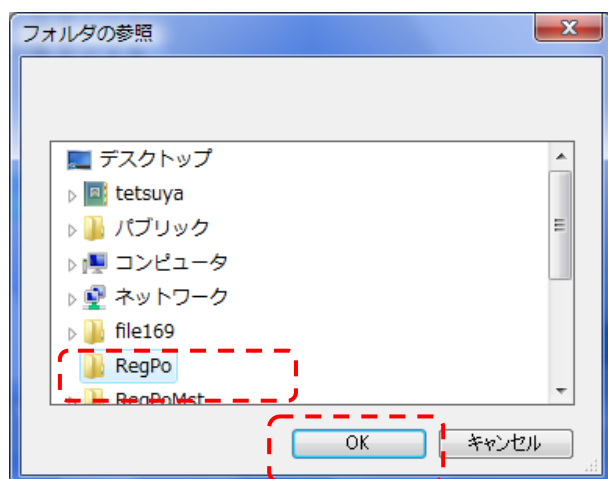 フォルダの参照
デスクトップ
tetsuya
パブリック
コンピュータ
ネットワーク
file169
RegPo
RegPoMst
OK
キャンセル